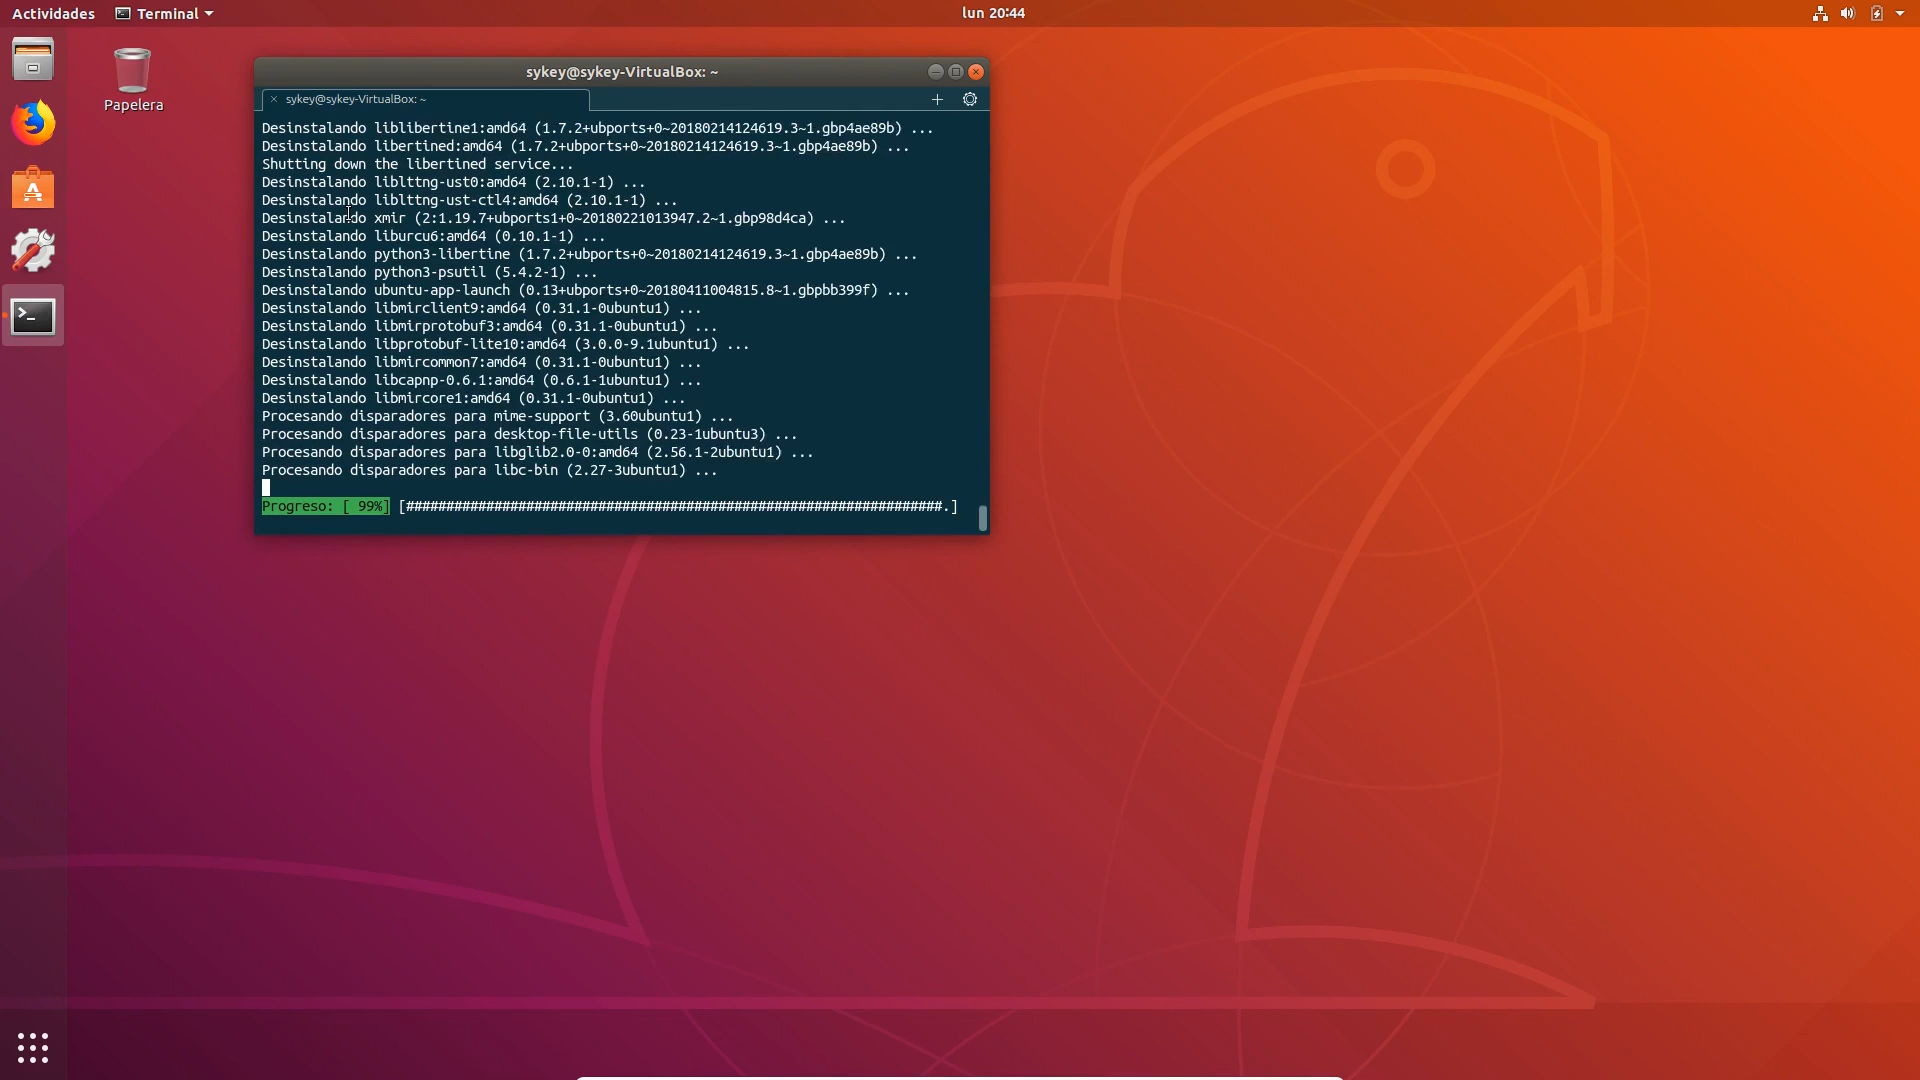 Actividades
Terminal
lun 20:44
Papelera
sykey@sykey-VirtualBox: ~
sykey@sykey-VirtualBox: ~
Desinstalando liblibertine1:amd64 (1.7.2+ubports+0~20180214124619.3~1.gbp4ae89b) ...
Desinstalando libertined:amd64 (1.7.2+ubports+0~20180214124619.3~1.gbp4ae89b) ...
Shutting down the libertined service...
Desinstalando liblttng-ust0:amd64 (2.10.1-1) ...
Desinstalando liblttng-ust-ctl4:amd64 (2.10.1-1) ...
Desinstalando xmir (2:1.19.7+ubports1+0~20180221013947.2~1.gbp98d4ca) ...
Desinstalando liburcu6:amd64 (0.10.1-1) ...
Desinstalando python3-libertine (1.7.2+ubports+0~20180214124619.3~1.gbp4ae89b) ...
Desinstalando python3-psutil (5.4.2-1) ...
Desinstalando ubuntu-app-launch (0.13+ubports+0~20180411004815.8~1.gbpbb399f) ...
Desinstalando libmirclient9:amd64 (0.31.1-0ubuntu1) ...
Desinstalando libmirprotobuf3:amd64 (0.31.1-0ubuntu1) ...
Desinstalando libprotobuf-lite10:amd64 (3.0.0-9.1ubuntu1) ...
Desinstalando libmircommon7:amd64 (0.31.1-0ubuntu1) ...
Desinstalando libcapnp-0.6.1:amd64 (0.6.1-1ubuntu1) ...
Desinstalando libmircore1:amd64 (0.31.1-0ubuntu1) ...
Procesando disparadores para mime-support (3.60ubuntu1) ...
Procesando disparadores para desktop-file-utils (0.23-1ubuntu3) ...
Procesando disparadores para libglib2.0-0:amd64 (2.56.1-2ubuntu1) ...
Procesando disparadores para libc-bin (2.27-3ubuntu1) ...
Progreso: [ 99%] [###################################################################.]